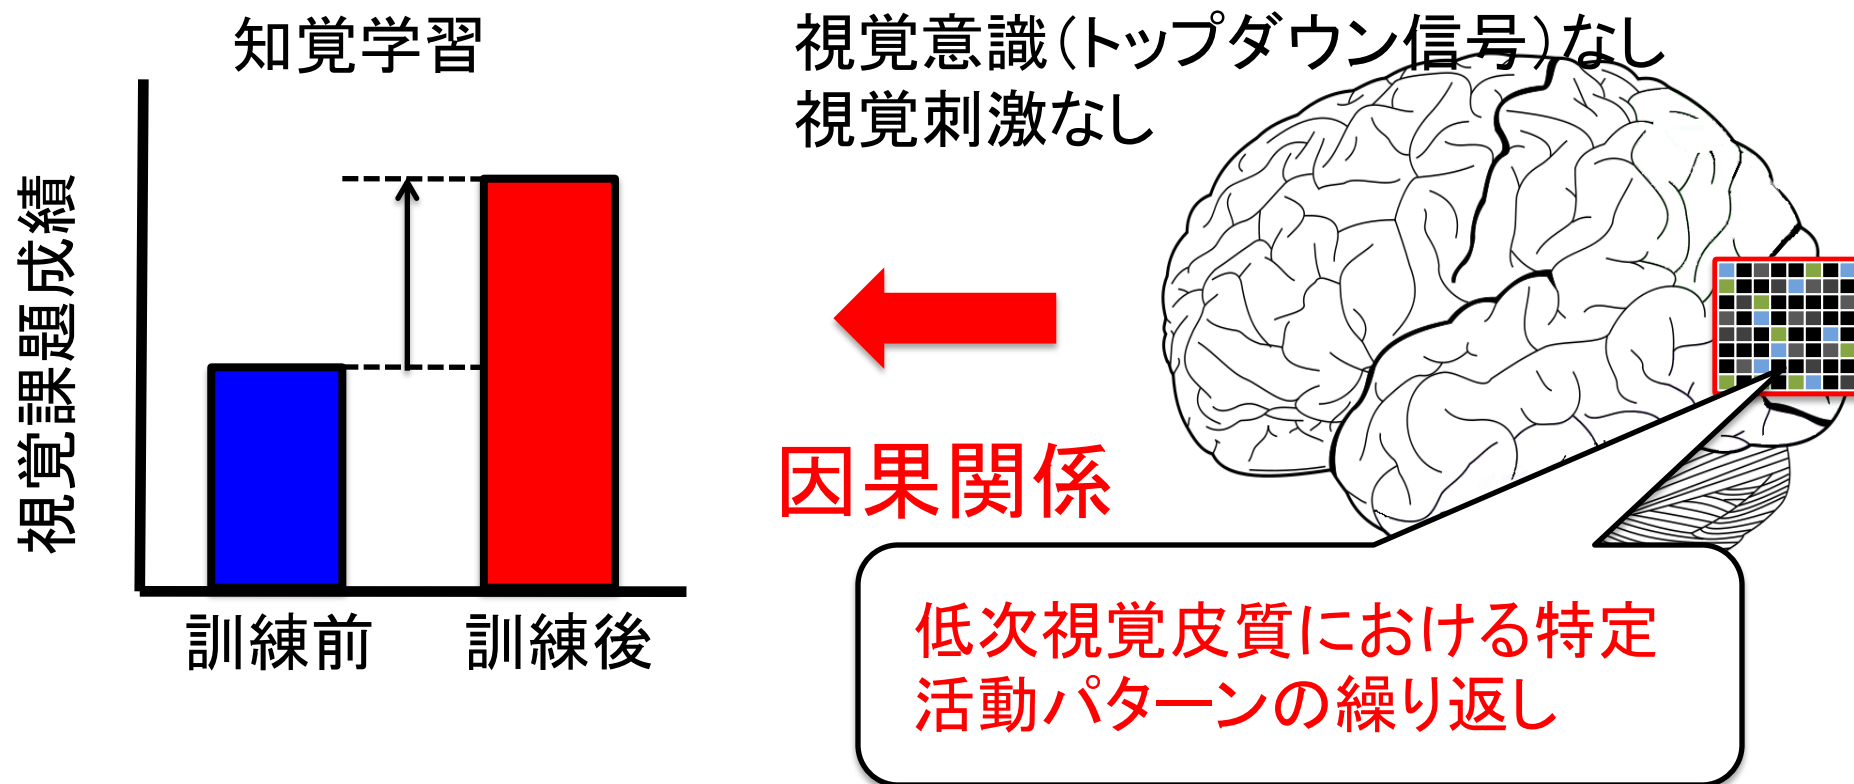 知覚学習
視覚課題成績
訓練前
訓練後
視覚意識（トップダウン信号）なし
視覚刺激なし
因果関係
低次視覚皮質における特定
活動パターンの繰り返し